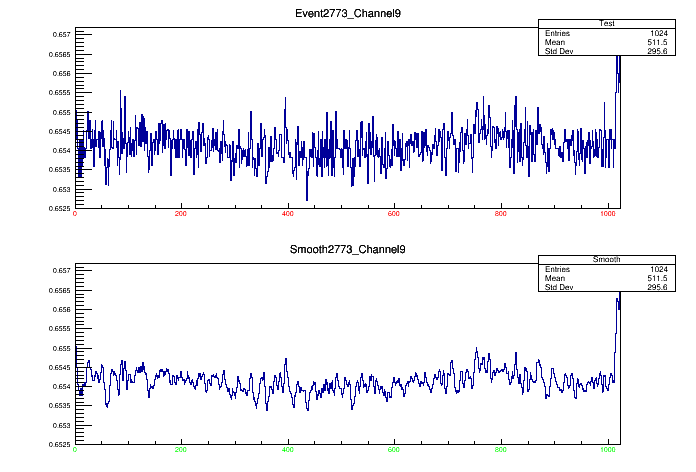 Event2773_Channel9
Test
Entries 1024
Mean 511.5
Std Dev 295.6
0.657
0.6565
0.656
0.6555
0.655
0.6545
0.654
0.6535
0.653
0.6525
0 200 400 600 800 1000
Smooth2773_Channel9
Smooth
Entries 1024
Mean 511.5
Std Dev 295.6
0.657
0.6565
0.656
0.6555
0.655
0.6545
0.654
0.6535
0.653
0.6525
0 200 400 600 800 1000